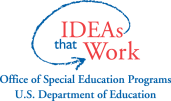 IDEAs
that
Work
Office of Special Education Programs
U.S. Department of Education